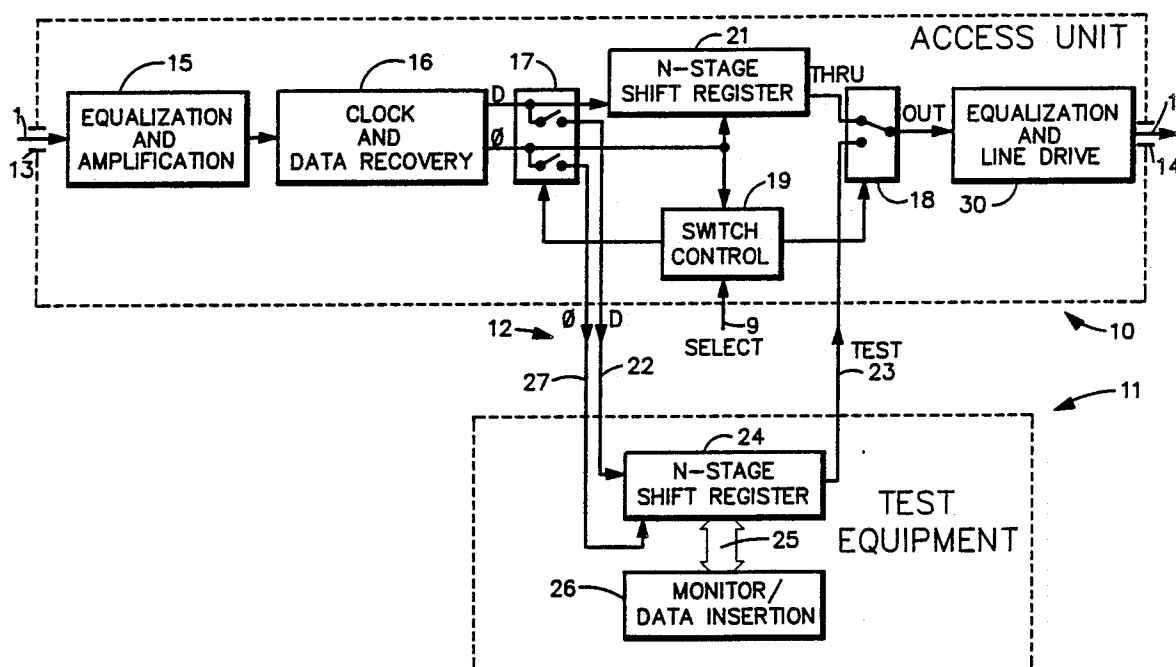 ACCESS UNIT
15
16
17
21
EQUALIZATION
AND
AMPLIFICATION
CLOCK
AND
DATA RECOVERY
D
Ø
N-STAGE
SHIFT REGISTER
THRU
OUT
EQUALIZATION
AND
LINE DRIVE
1
13
1
14
18
30
19
SWITCH
CONTROL
12
Ø
D
9
SELECT
10
27
22
TEST
23
11
24
N-STAGE
SHIFT REGISTER
TEST
EQUIPMENT
25
26
MONITOR/
DATA INSERTION